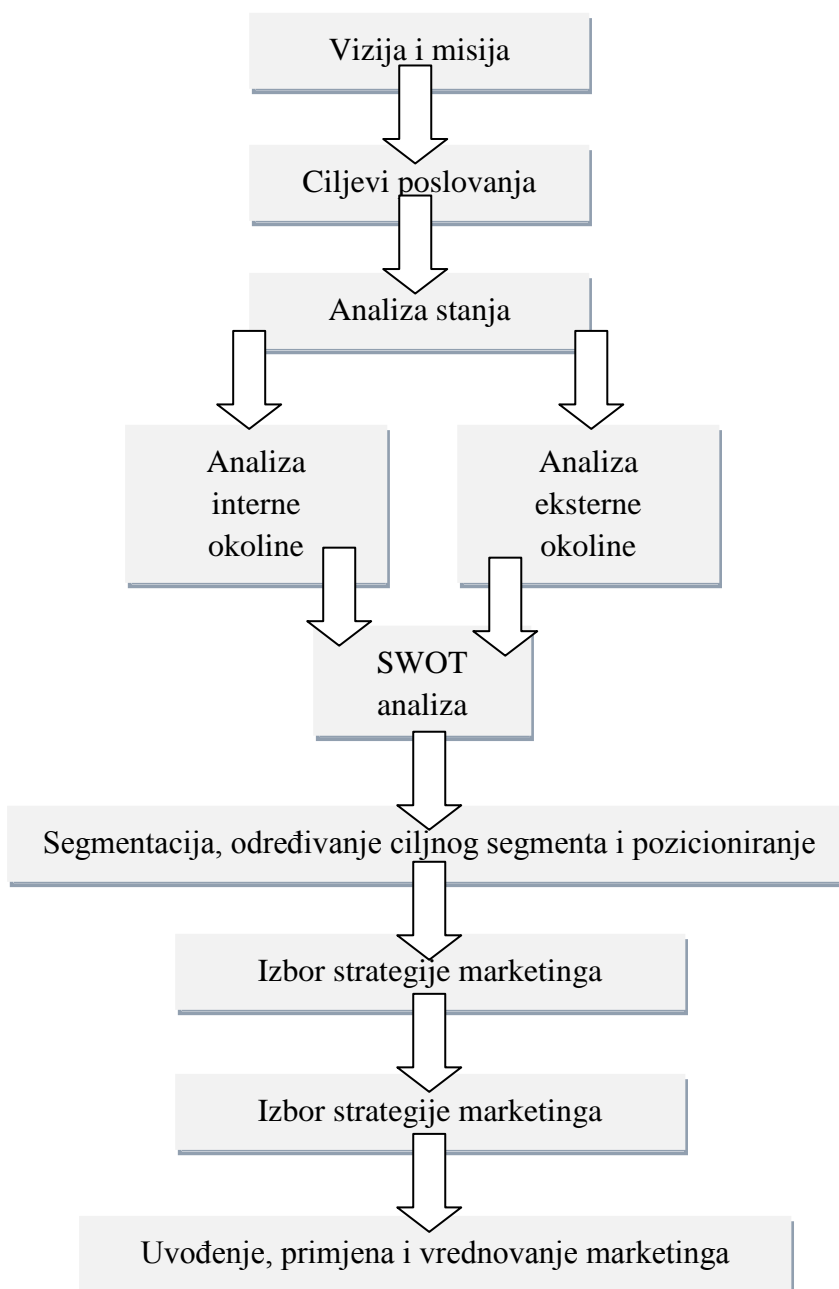 Vizija i misija
Ciljevi poslovanja
Analiza stanja
Analiza
interne
okoline
Analiza
eksterne
okoline
SWOT
analiza
Segmentacija, određivanje ciljnog segmenta i pozicioniranje
Izbor strategije marketinga
Izbor strategije marketinga
Uvođenje, primjena i vrednovanje marketinga